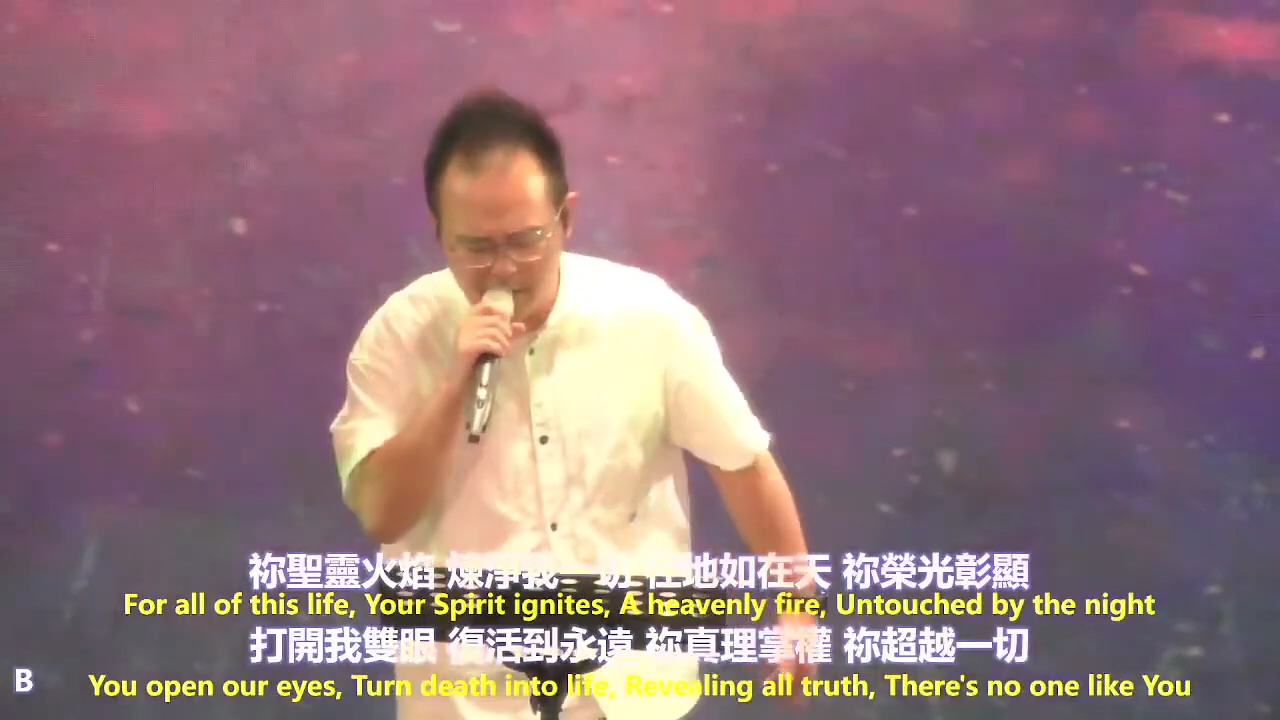 祢聖靈火焰 煉淨我一切 在地如在天 祢榮光彰顯
For all of this life, Your Spirit ignites, A heavenly fire, Untouched by the night
打開我雙眼 復活到永遠 祢真理掌權 祢超越一切
B
You open our eyes, Turn death into life, Revealing all truth, There's no one like You